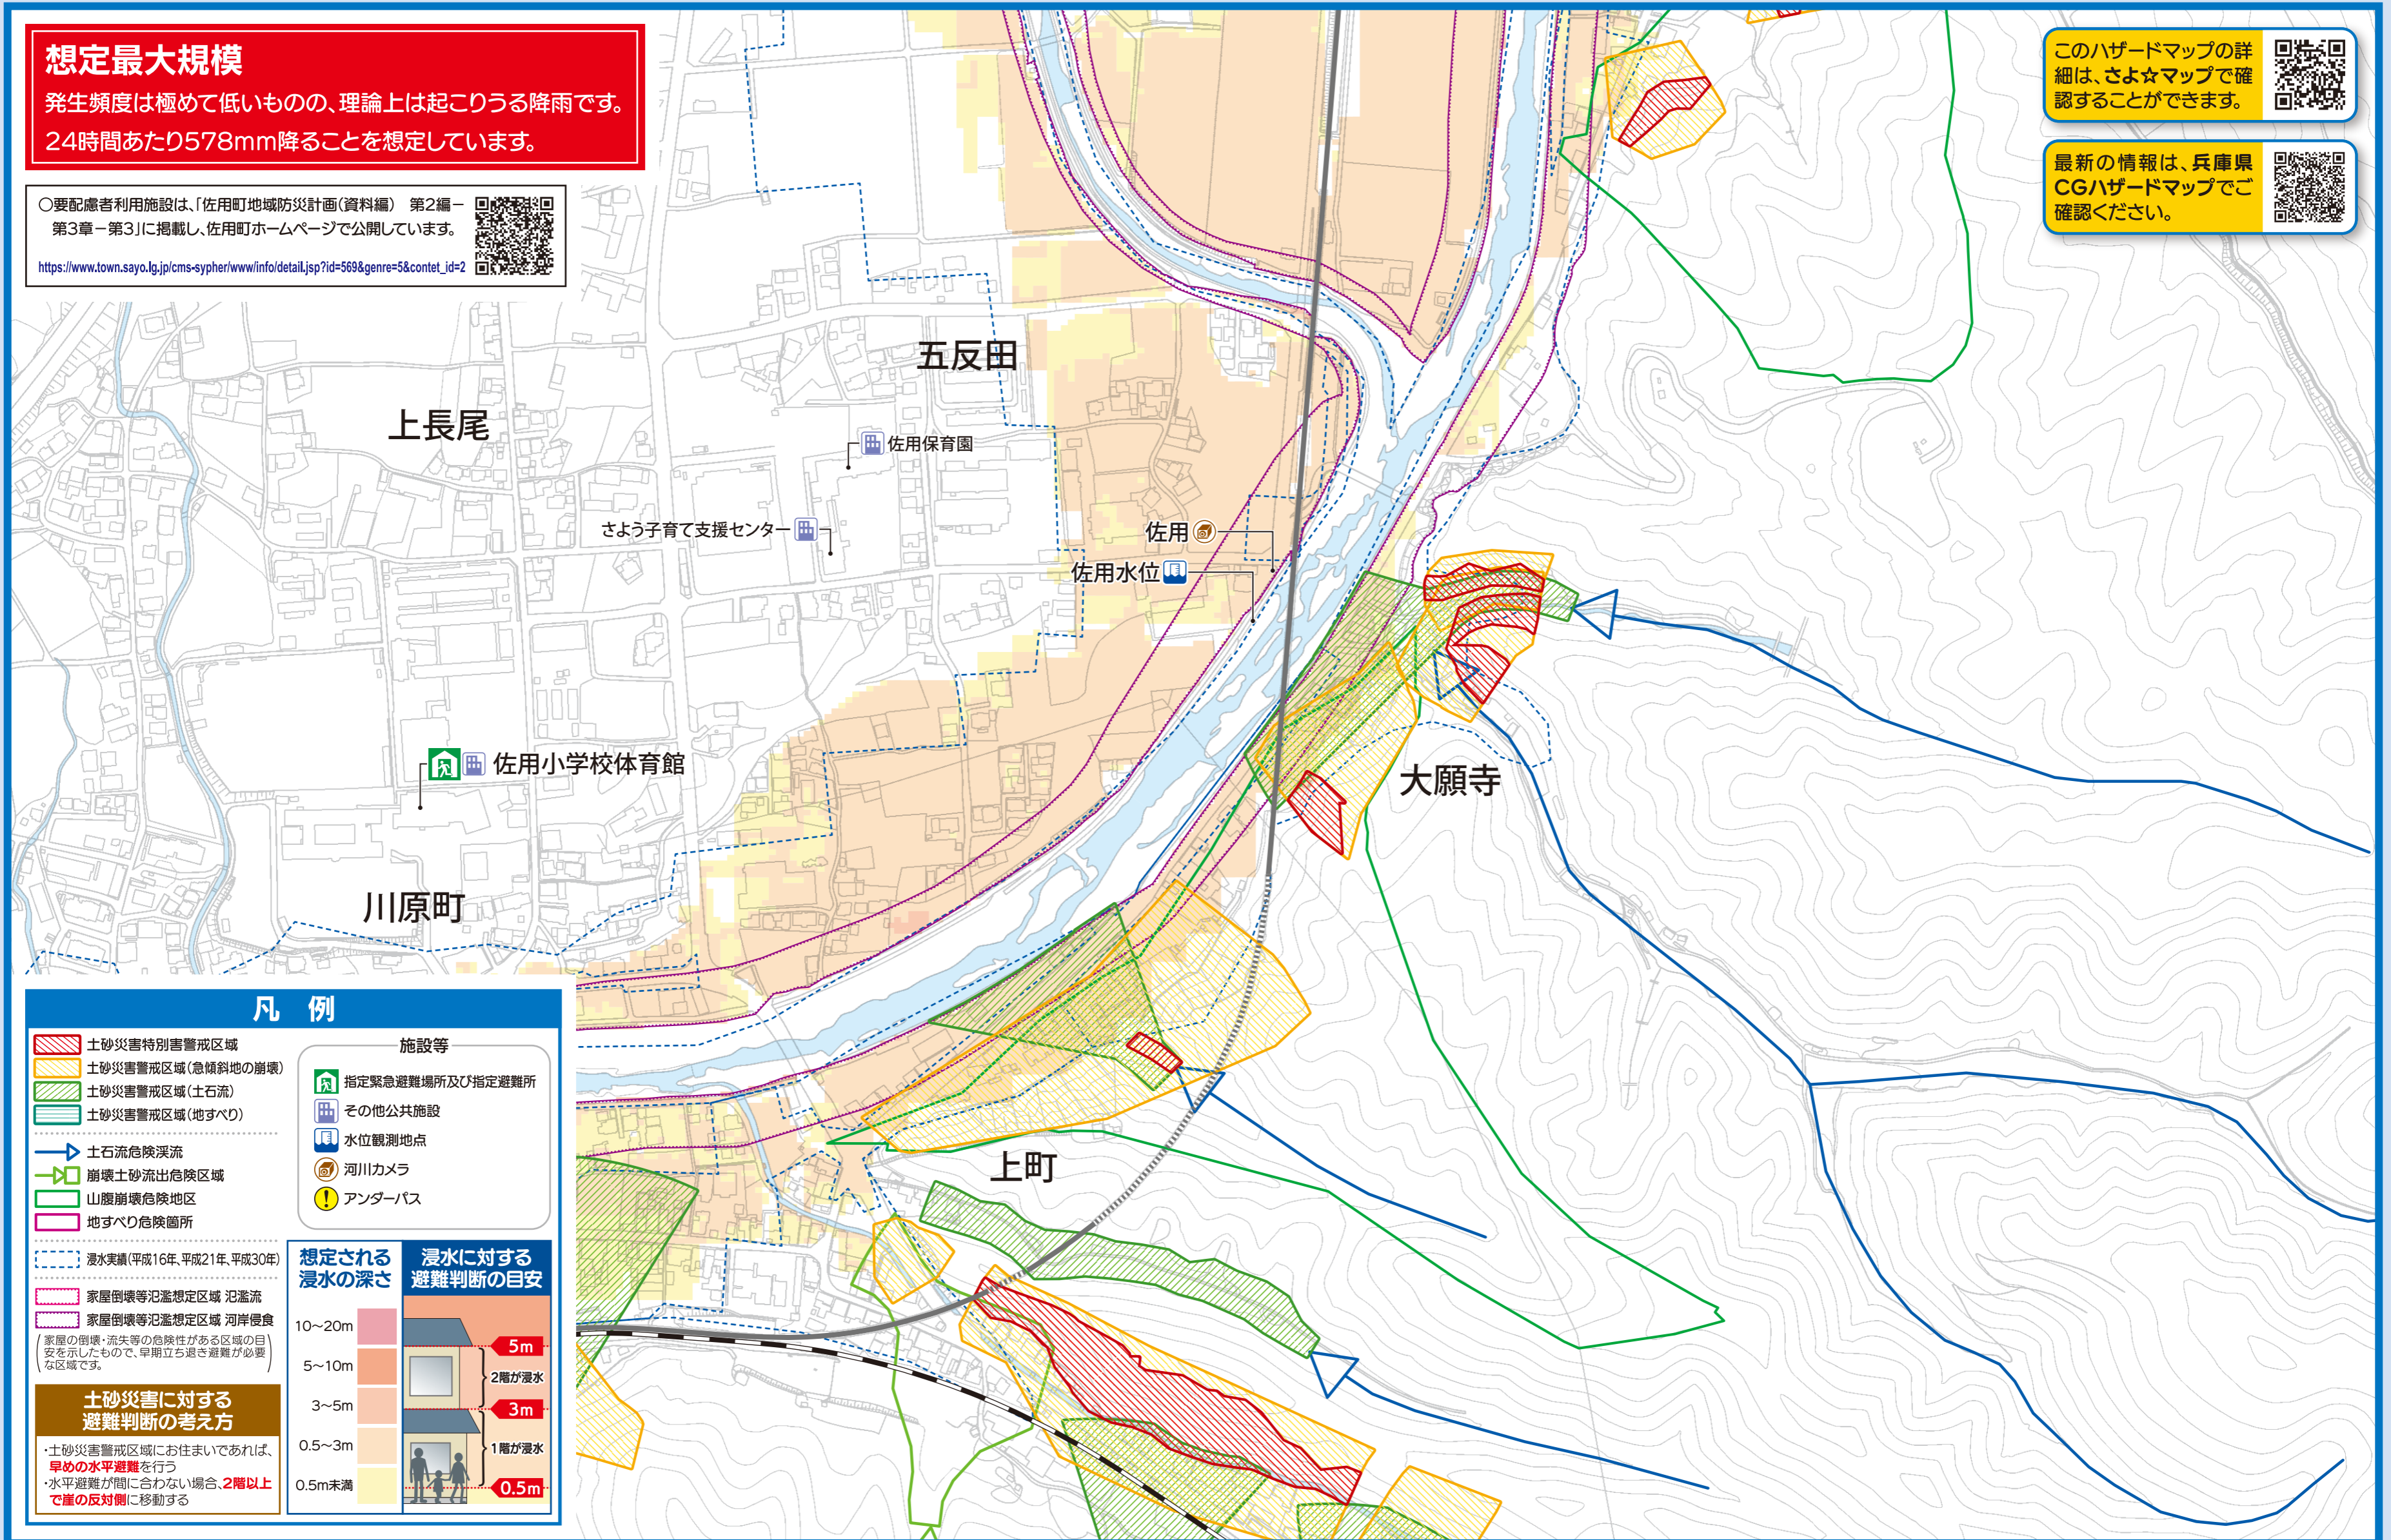 想定最大規模
発生頻度は極めて低いものの、理論上は起こりうる降雨です。
24時間あたり578mm降ることを想定しています。
○要配慮者利用施設は、「佐用町地域防災計画(資料編) 第2編－
第3章－第3」に掲載し、佐用町ホームページで公開しています。
https://www.town.sayo.lg.jp/cms-sypher/www/info/detail.jsp?id=569&genre=5&contet_id=2
このハザードマップの詳
細は、さよ☆マップで確
認することができます。
最新の情報は、兵庫県
CGハザードマップでご
確認ください。
五反田
上長尾
佐用保育園
さよう子育て支援センター
佐用
佐用水位
佐用小学校体育館
大願寺
川原町
上町
凡 例
土砂災害特別害警戒区域
土砂災害警戒区域(急傾斜地の崩壊)
土砂災害警戒区域(土石流)
土砂災害警戒区域(地すべり)
土石流危険渓流
崩壊土砂流出危険区域
山腹崩壊危険地区
地すべり危険箇所
浸水実績(平成16年、平成21年、平成30年)
家屋倒壊等氾濫想定区域 氾濫流
家屋倒壊等氾濫想定区域 河岸侵食
(家屋の倒壊・流失等の危険性がある区域の目
安を示したもので、早期立ち退き避難が必要
な区域です。)
土砂災害に対する
避難判断の考え方
・土砂災害警戒区域にお住まいであれば、
早めの水平避難を行う
・水平避難が間に合わない場合、2階以上
で崖の反対側に移動する
施設等
指定緊急避難場所及び指定避難所
その他公共施設
水位観測地点
河川カメラ
アンダーパス
想定される
浸水の深さ
10～20m
5～10m
3～5m
0.5～3m
0.5m未満
浸水に対する
避難判断の目安
5m
2階が浸水
3m
1階が浸水
0.5m